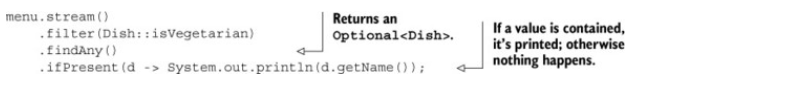 menu.stream()
.filter(Dish::isVegetarian)
.findAny()
.ifPresent(d -> System.out.println(d.getName());
Returns an
Optional<Dish>.
If a value is contained,
it's printed; otherwise
nothing happens.